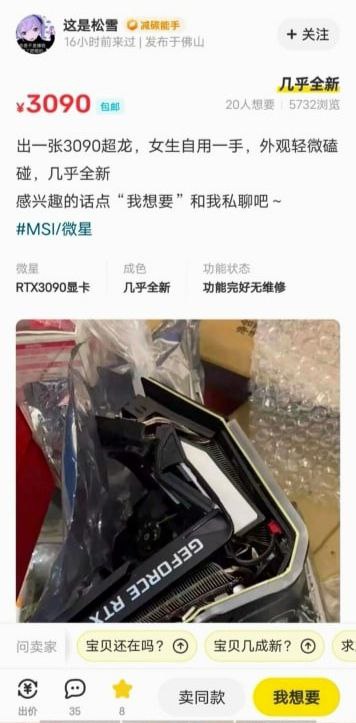 这是松雪 减碳能手
16小时前来过 | 发布于佛山
+ 关注
几乎全新
¥3090 包邮
20人想要 | 5732浏览
出一张3090超龙，女生自用一手，外观轻微磕
碰，几乎全新
感兴趣的话点“我想要”和我私聊吧～
#MSI/微星
微星 成色 功能状态
RTX3090显卡 几乎全新 功能完好无维修
GEFORCE RTX
问卖家 宝贝还在吗？ 宝贝几成新？ 求
出价 35 8 卖同款 我想要